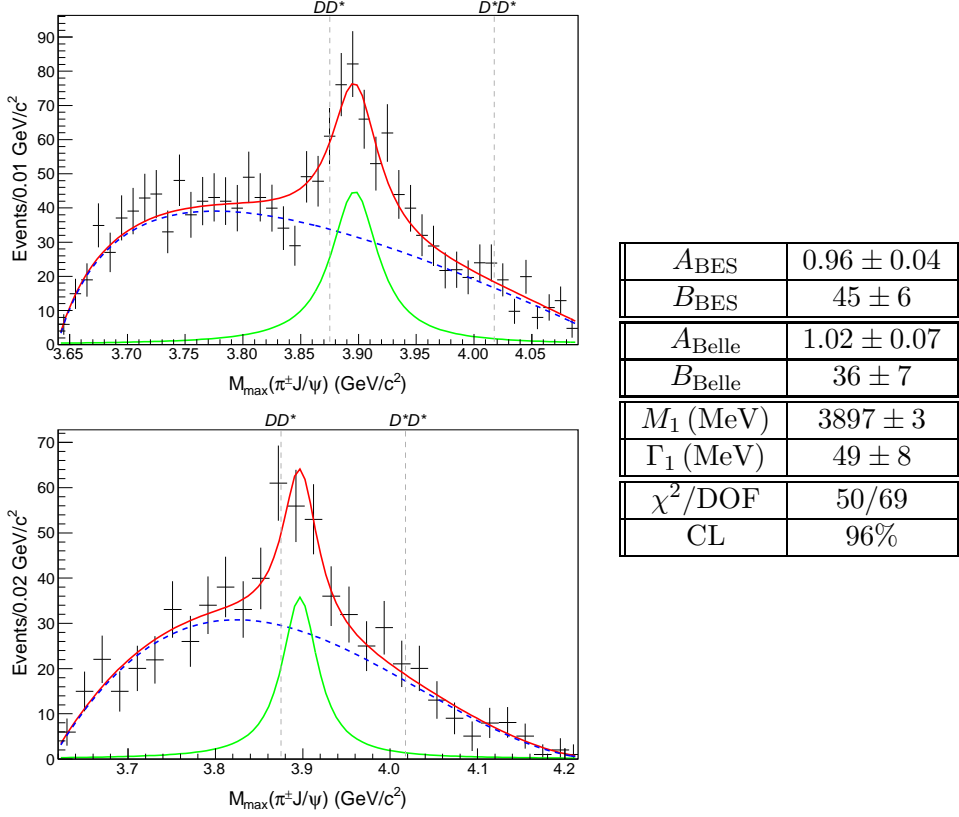 DD* D*D*
90
80
70
60
50
40
30
20
10
0
Events/0.01 GeV/c²
3.65 3.70 3.75 3.80 3.85 3.90 3.95 4.00 4.05
M_max(π±J/ψ) (GeV/c²)
DD* D*D*
70
60
50
40
30
20
10
0
Events/0.02 GeV/c²
3.7 3.8 3.9 4.0 4.1 4.2
M_max(π±J/ψ) (GeV/c²)
A_BES 0.96 ± 0.04
B_BES 45 ± 6
A_Belle 1.02 ± 0.07
B_Belle 36 ± 7
M₁ (MeV) 3897 ± 3
Γ₁ (MeV) 49 ± 8
χ²/DOF 50/69
CL 96%